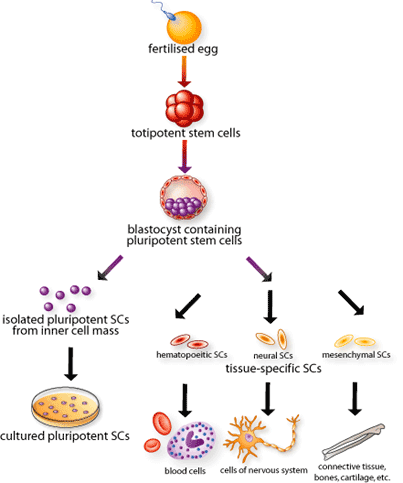 fertilised egg
totipotent stem cells
blastocyst containing
pluripotent stem cells
isolated pluripotent SCs
from inner cell mass
hematopoeitic SCs
neural SCs
mesenchymal SCs
tissue-specific SCs
cultured pluripotent SCs
blood cells
cells of nervous system
connective tissue,
bones, cartilage, etc.